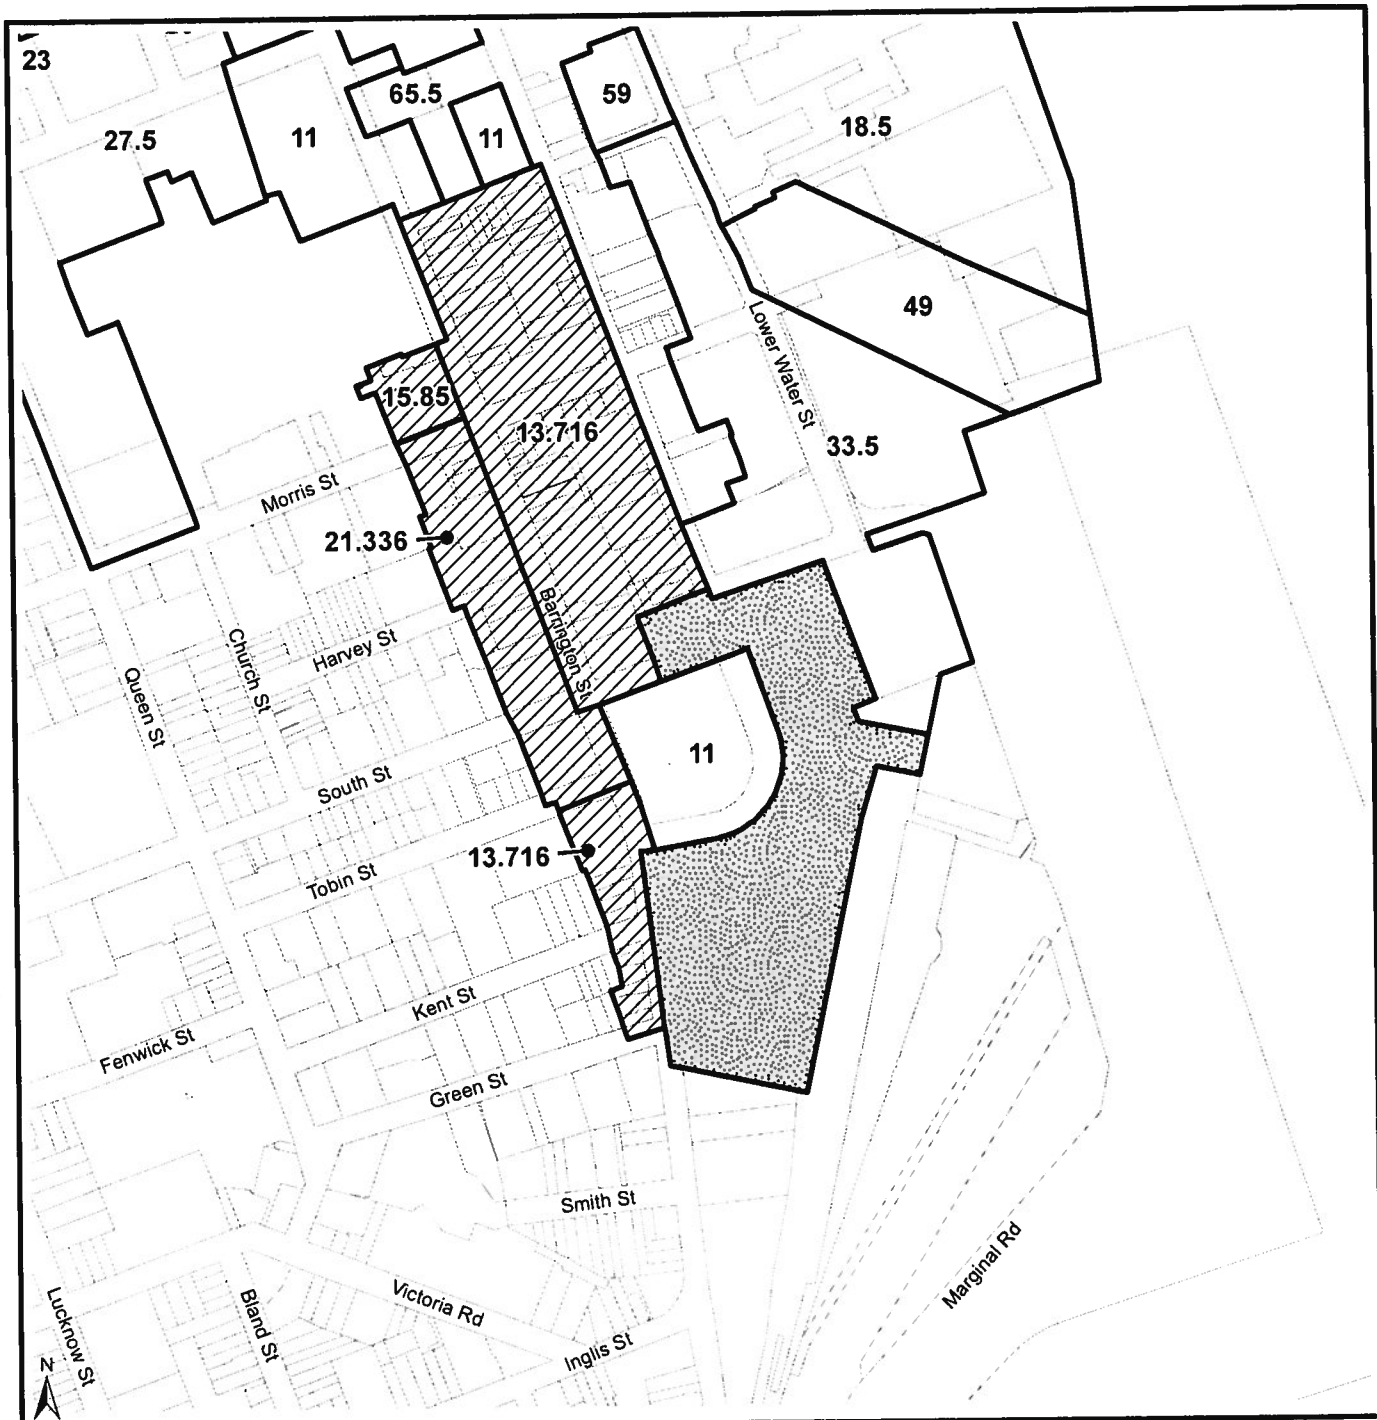 23
65.5
59
27.5
11
11
18.5
49
Lower Water St
15.85
13.716
33.5
Morris St
21.336
Barrington St
Church St
Harvey St
Queen St
11
South St
13.716
Tobin St
Kent St
Fenwick St
Green St
Smith St
Marginal Rd
Victoria Rd
Lucknow St
Bland St
Inglis St
N